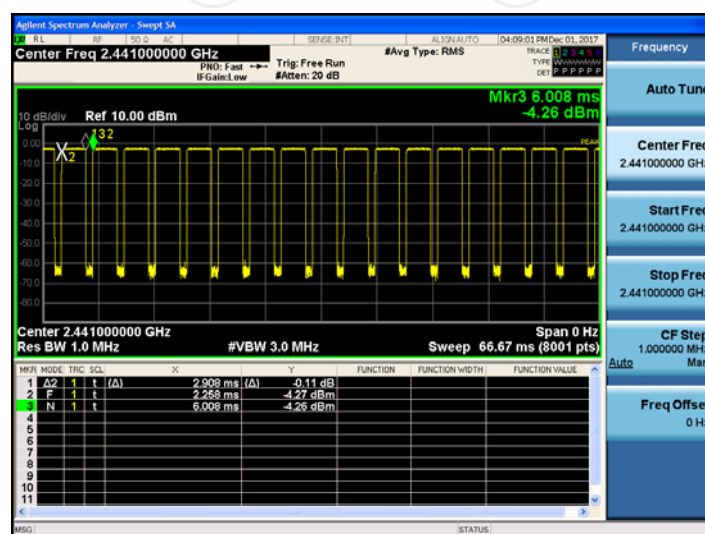 Agilent Spectrum Analyzer - Swept SA
RL RF 50 Ω AC SENSE:INT ALIGN AUTO 04:09:01 PM Dec 01, 2017
Center Freq 2.441000000 GHz
PNO: Fast
IFGain:Low
Trig: Free Run
#Atten: 20 dB
#Avg Type: RMS
TRACE 1 2 3 4 5 6
TYPE
DET P P P P P P
Mkr3 6.008 ms
-4.26 dBm
10 dB/div Ref 10.00 dBm
Log
132
2
PEAK
0.00
-10.0
-20.0
-30.0
-40.0
-50.0
-60.0
-70.0
-80.0
Center 2.441000000 GHz Span 0 Hz
Res BW 1.0 MHz #VBW 3.0 MHz Sweep 66.67 ms (8001 pts)
MKR MODE TRC SCL X Y FUNCTION FUNCTION WIDTH FUNCTION VALUE
1 Δ2 1 t (Δ) 2.908 ms (Δ) -0.11 dB
2 F 1 t 2.258 ms -4.27 dBm
3 N 1 t 6.008 ms -4.26 dBm
4
5
6
7
8
9
10
11
MSG STATUS
Frequency
Auto Tun
Center Fre
2.441000000 GH
Start Fre
2.441000000 GH
Stop Fre
2.441000000 GH
CF Step
1.000000 MH
Auto Ma
Freq Offse
0 H